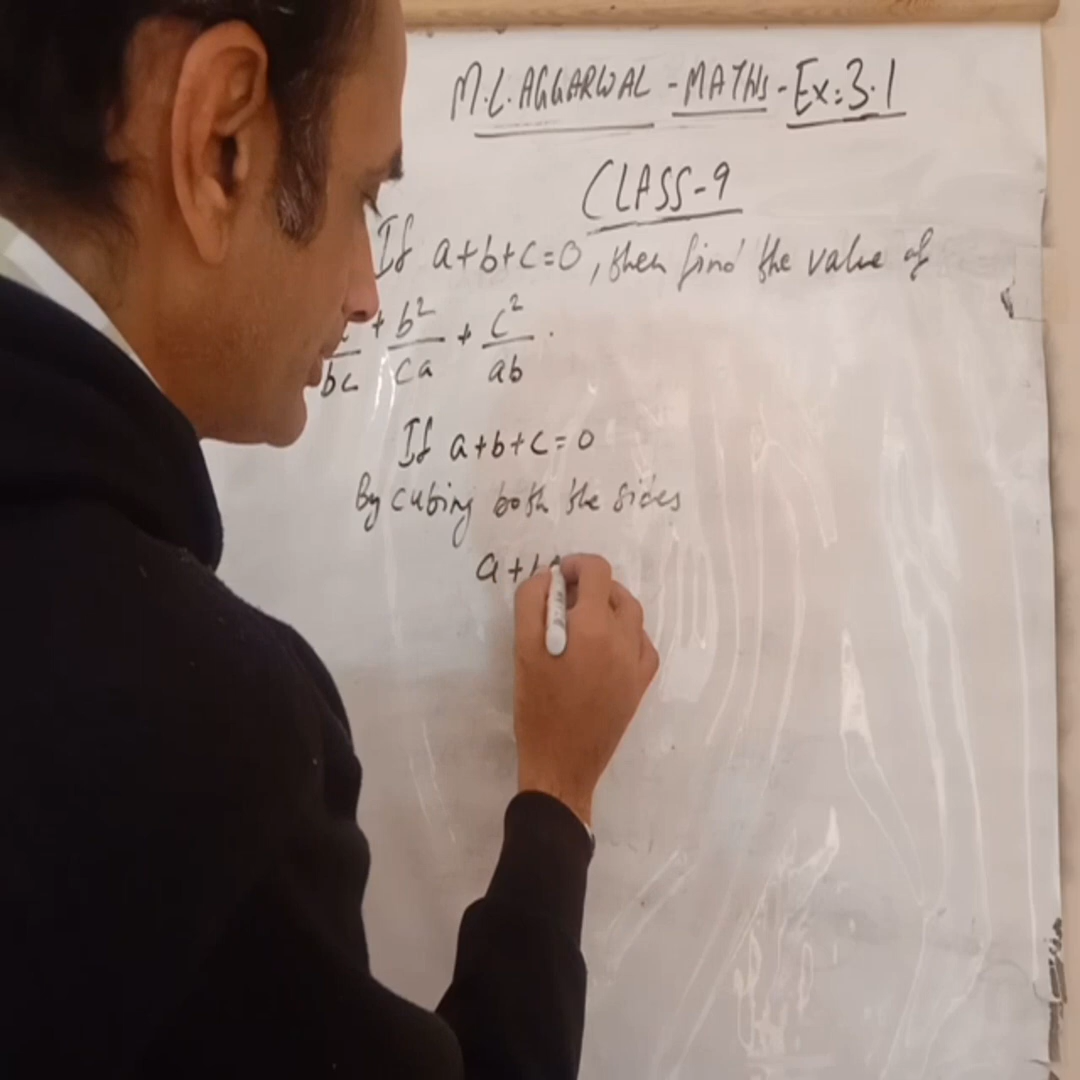 M.L.AGGARWAL - MATHS - Ex: 3.1
CLASS-9
If a+b+c=0, then find the value of
/bc + b²/ca + c²/ab .
If a+b+c=0
By cubing both the sides
a+